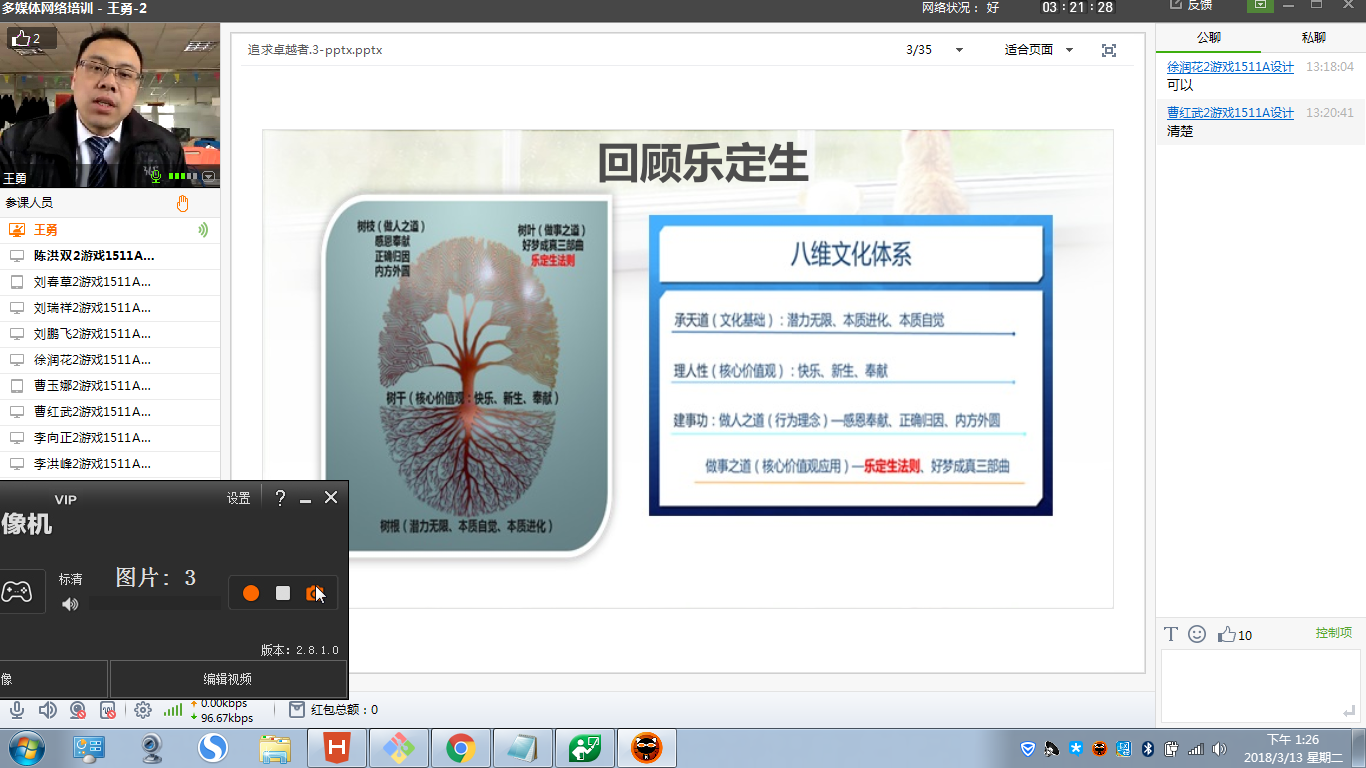 多媒体网络培训 - 王勇-2
网络状况： 好
03:21:28
反馈
2
王勇
参课人员
王勇
陈洪双2游戏1511A...
刘春草2游戏1511A...
刘瑞祥2游戏1511A...
刘鹏飞2游戏1511A...
徐润花2游戏1511A...
曹玉娜2游戏1511A...
曹红武2游戏1511A...
李向正2游戏1511A...
李洪峰2游戏1511A...
追求卓越者.3-pptx.pptx
3/35
适合页面
回顾乐定生
树枝（做人之道）
感恩奉献
正确归因
内方外圆
树叶（做事之道）
好梦成真三部曲
乐定生法则
树干（核心价值观：快乐、新生、奉献）
树根（潜力无限、本质自觉、本质进化）
八维文化体系
承天道（文化基础）：潜力无限、本质进化、本质自觉
理人性（核心价值观）：快乐、新生、奉献
建事功：做人之道（行为理念）—感恩奉献、正确归因、内方外圆
做事之道（核心价值观应用）—乐定生法则、好梦成真三部曲
公聊
私聊
徐润花2游戏1511A设计 13:18:04
可以
曹红武2游戏1511A设计 13:20:41
清楚
T
10
控制项
VIP
设置
?
像机
标清
图片: 3
版本: 2.8.1.0
像
编辑视频
0.00kbps
96.67kbps
红包总额：0
下午 1:26
2018/3/13 星期二